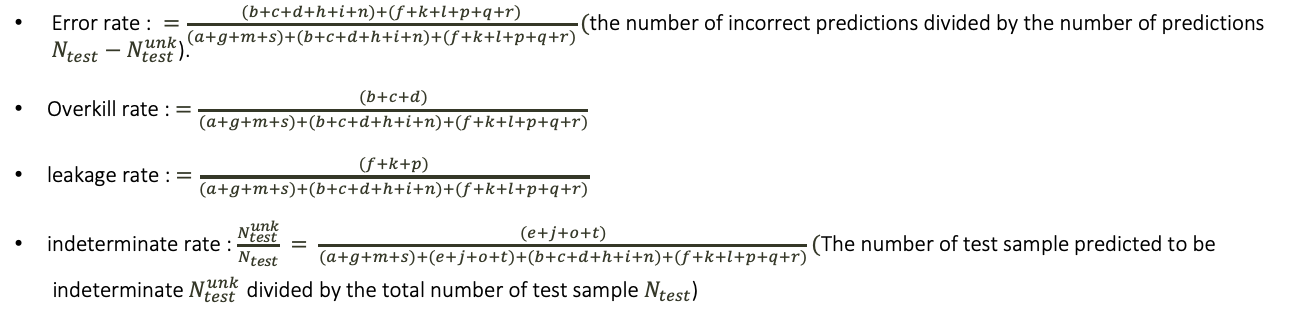 • Error rate : = (b+c+d+h+i+n)+(f+k+l+p+q+r) / (a+g+m+s)+(b+c+d+h+i+n)+(f+k+l+p+q+r) (the number of incorrect predictions divided by the number of predictions
N_test − N_test^unk).
• Overkill rate : = (b+c+d) / (a+g+m+s)+(b+c+d+h+i+n)+(f+k+l+p+q+r)
• leakage rate : = (f+k+p) / (a+g+m+s)+(b+c+d+h+i+n)+(f+k+l+p+q+r)
• indeterminate rate : N_test^unk / N_test = (e+j+o+t) / (a+g+m+s)+(e+j+o+t)+(b+c+d+h+i+n)+(f+k+l+p+q+r) (The number of test sample predicted to be
indeterminate N_test^unk divided by the total number of test sample N_test)